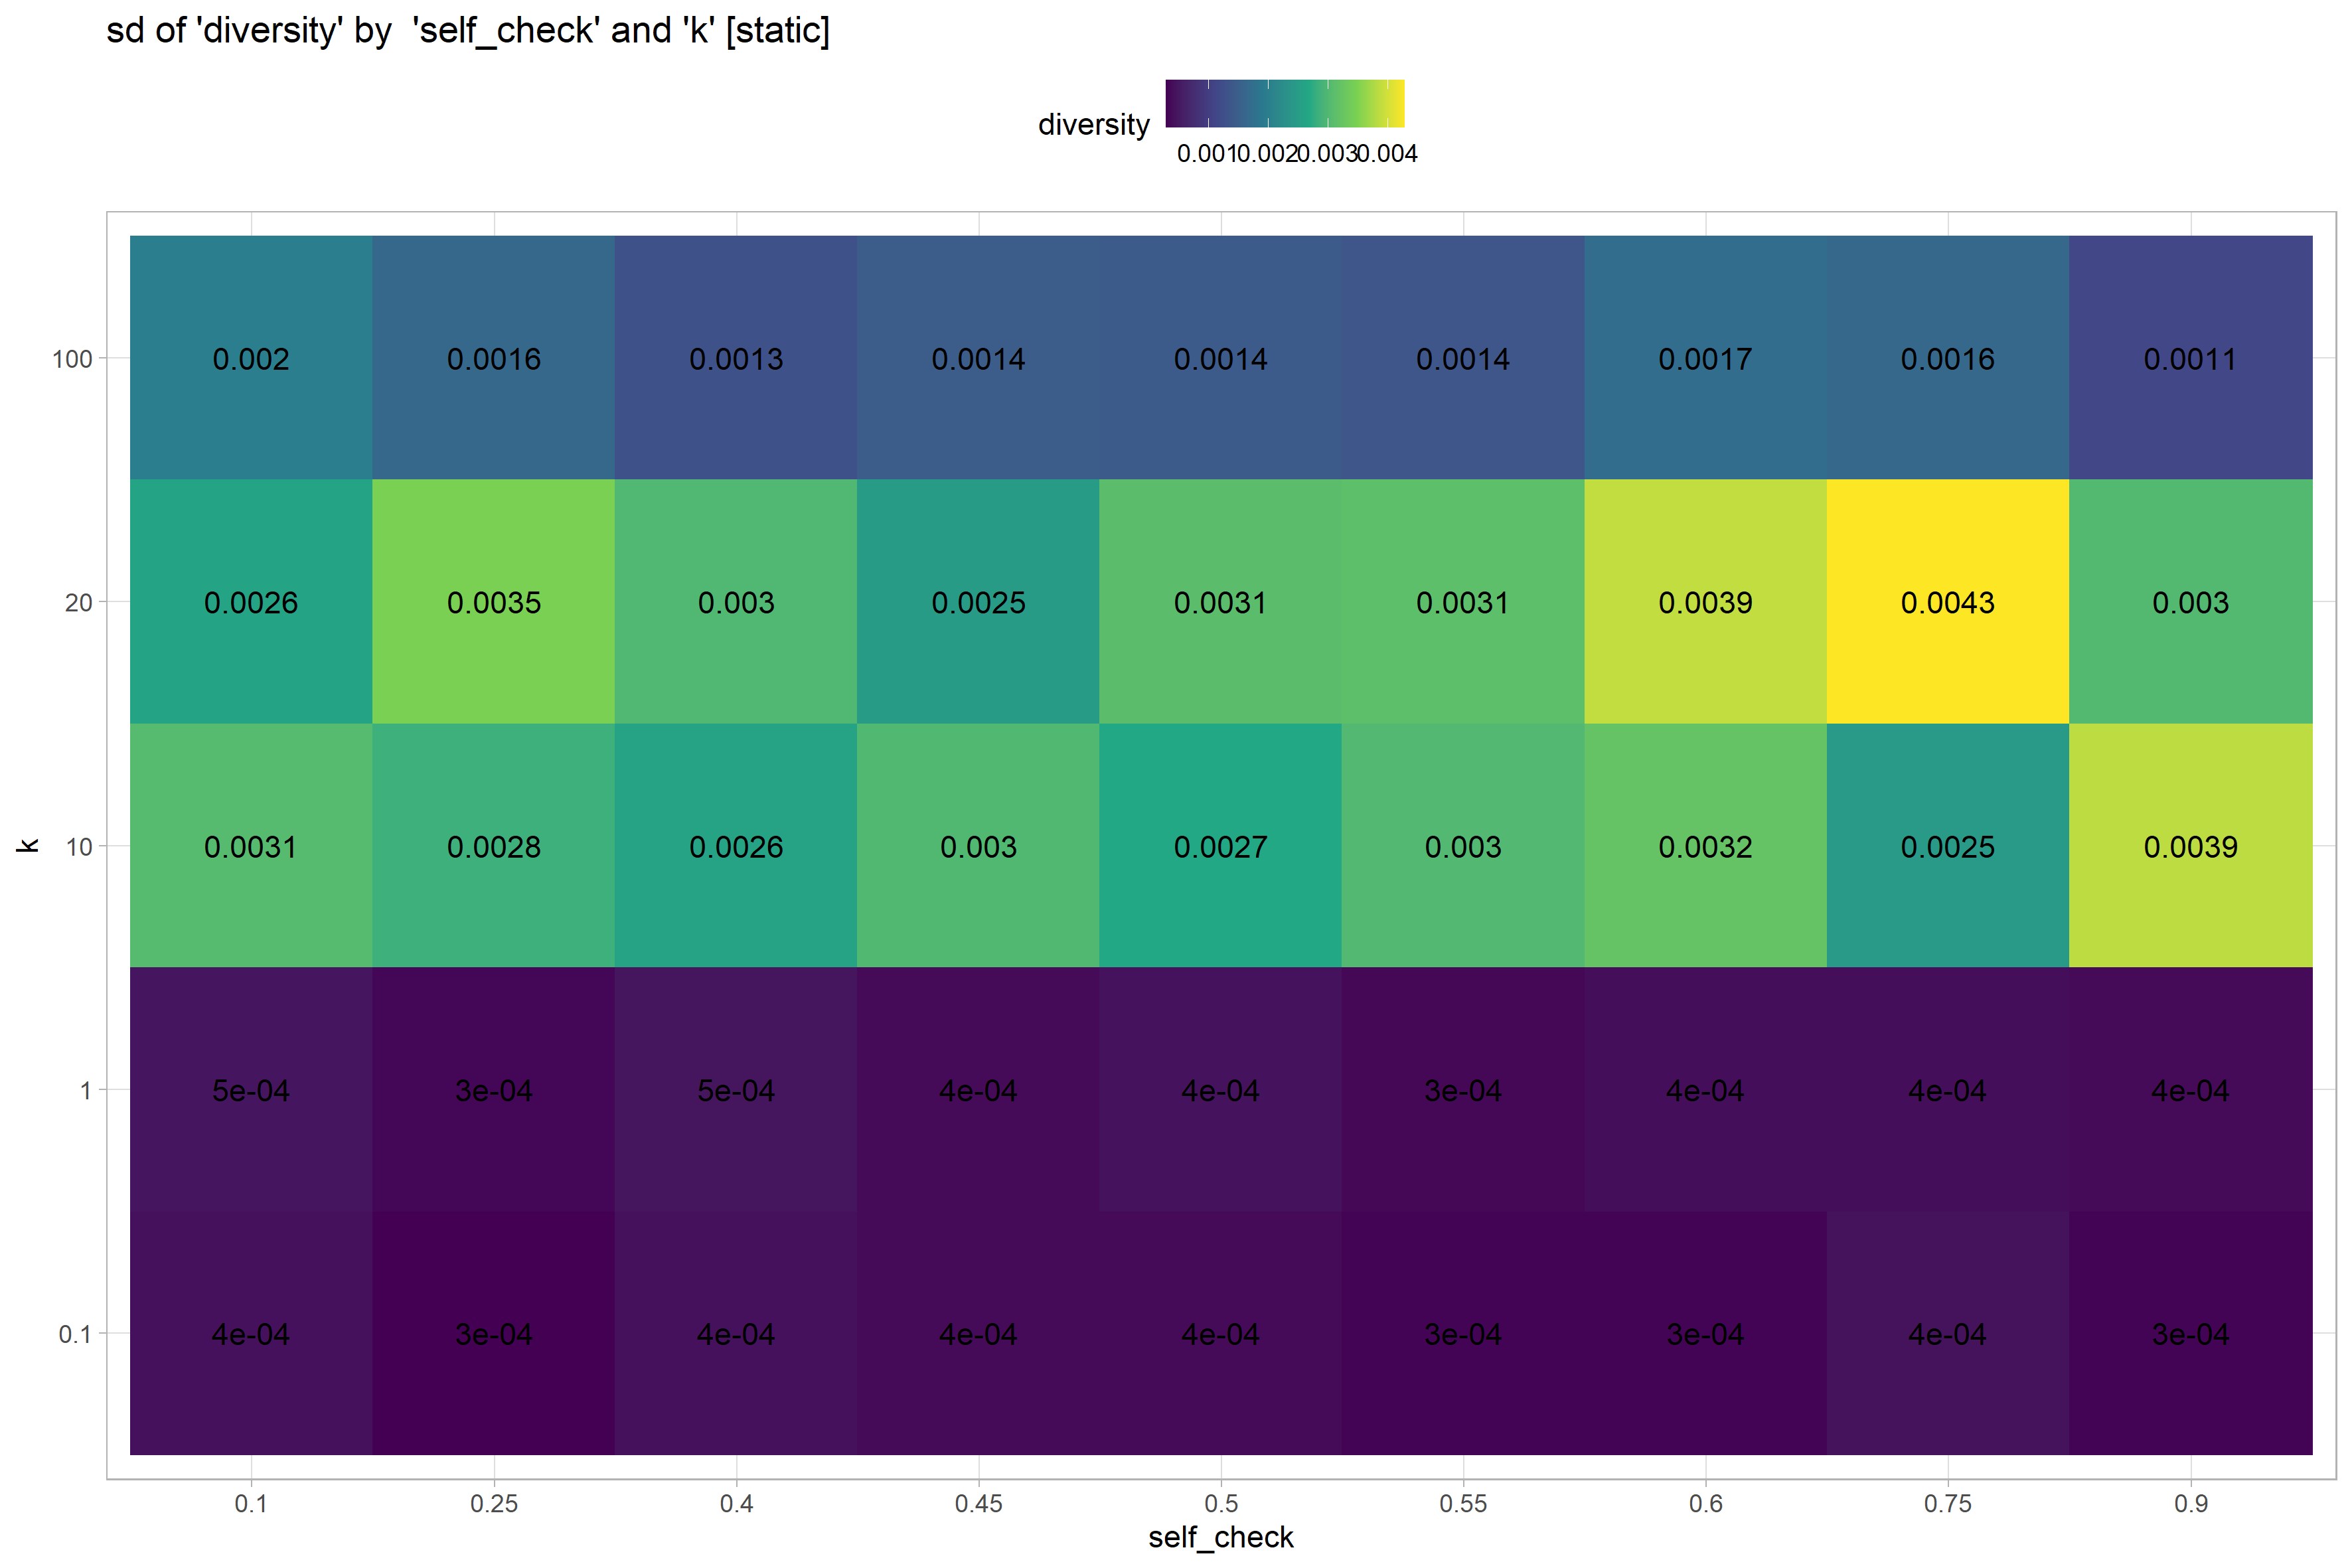 sd of 'diversity' by  'self_check' and 'k' [static]
diversity
0.001 0.002 0.003 0.004
100 0.002 0.0016 0.0013 0.0014 0.0014 0.0014 0.0017 0.0016 0.0011
20 0.0026 0.0035 0.003 0.0025 0.0031 0.0031 0.0039 0.0043 0.003
k
10 0.0031 0.0028 0.0026 0.003 0.0027 0.003 0.0032 0.0025 0.0039
1 5e-04 3e-04 5e-04 4e-04 4e-04 3e-04 4e-04 4e-04 4e-04
0.1 4e-04 3e-04 4e-04 4e-04 4e-04 3e-04 3e-04 4e-04 3e-04
0.1 0.25 0.4 0.45 0.5 0.55 0.6 0.75 0.9
self_check